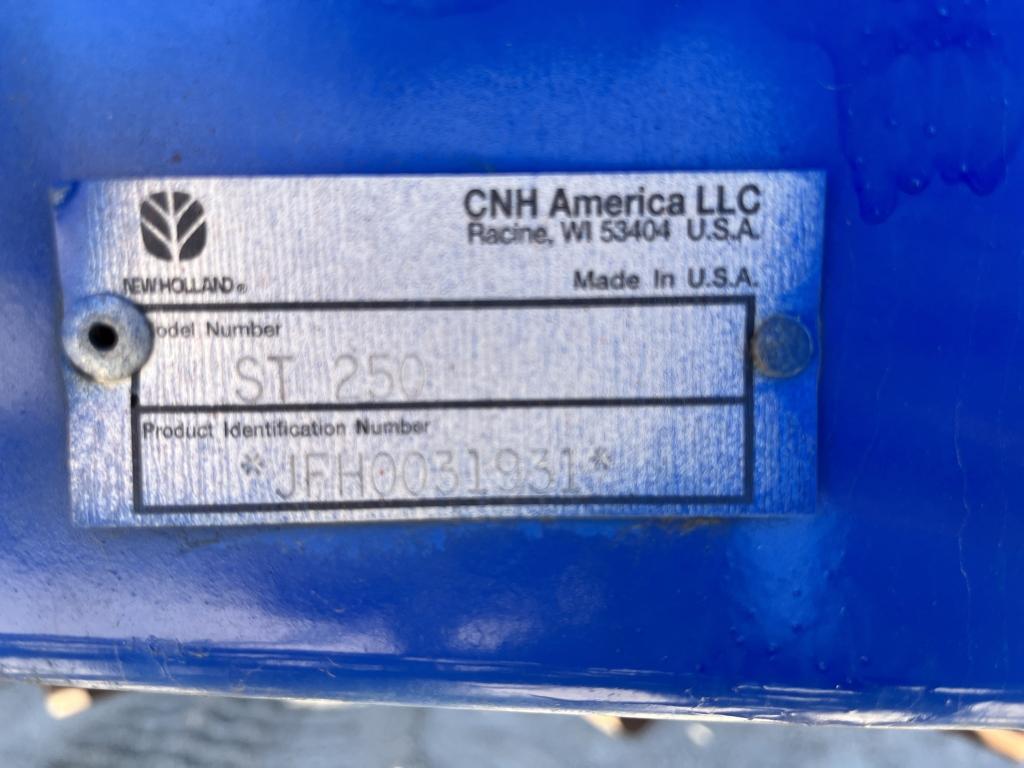 CNH America LLC
Racine, WI 53404 U.S.A.
NEW HOLLAND®
Made In U.S.A.
odel Number
ST 250
Product Identification Number
*JFH0031931*